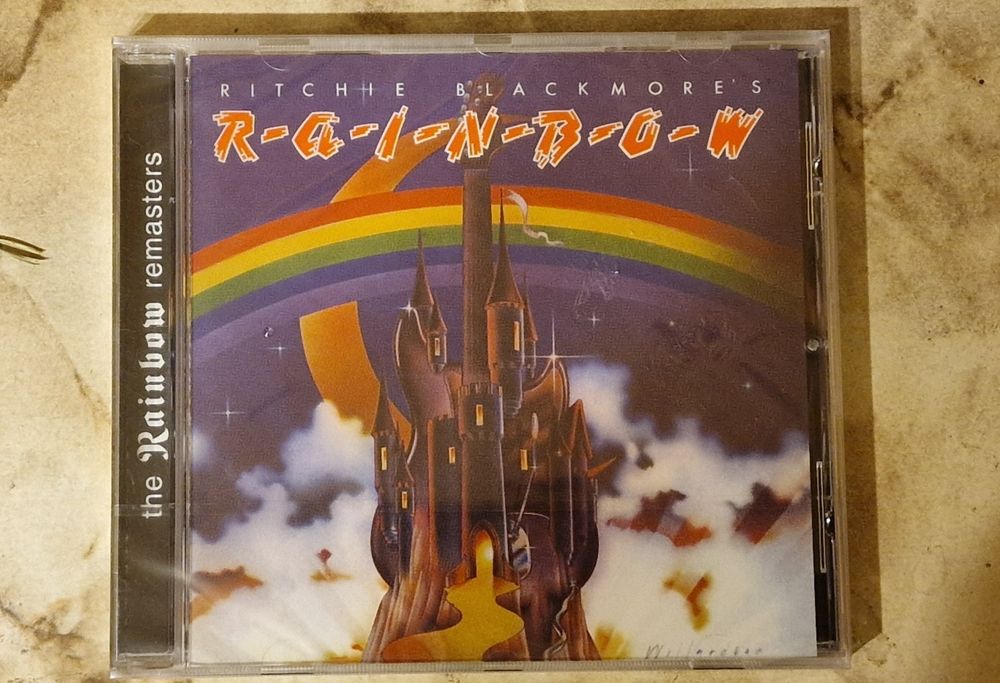 RITCHIE BLACKMORE'S
R-A-I-N-B-O-W
the Rainbow remasters